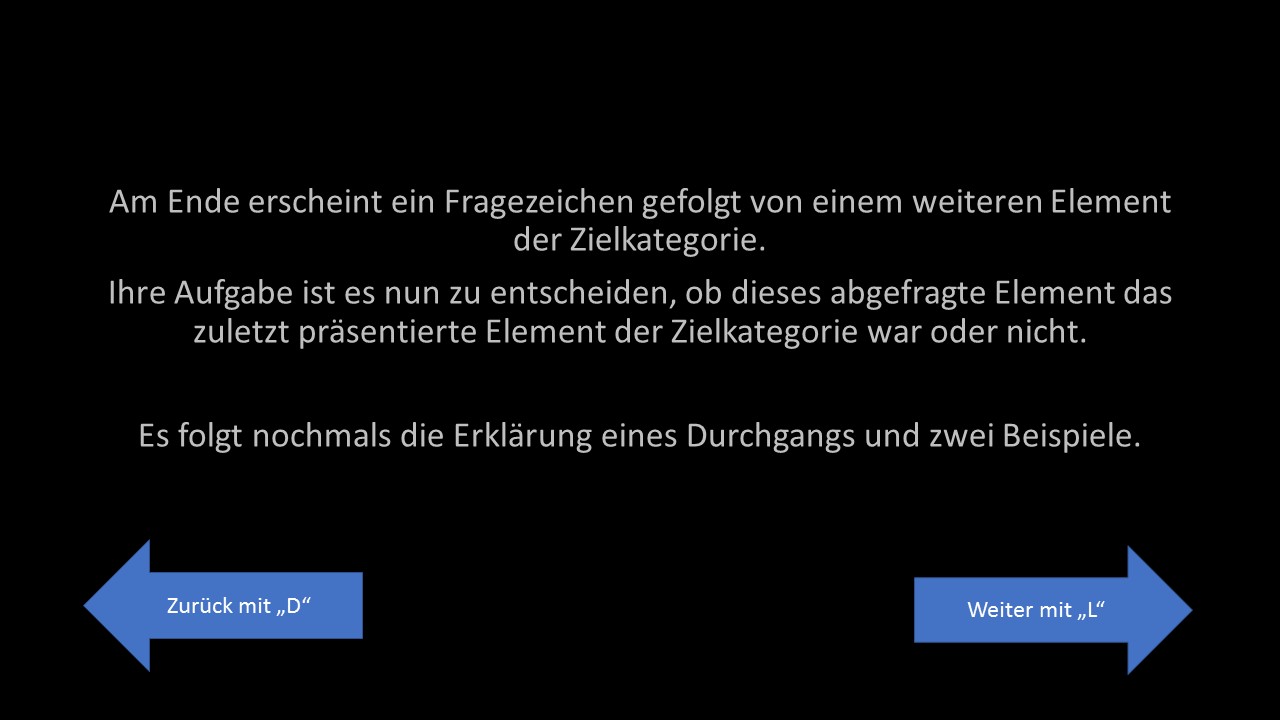 Am Ende erscheint ein Fragezeichen gefolgt von einem weiteren Element
der Zielkategorie.
Ihre Aufgabe ist es nun zu entscheiden, ob dieses abgefragte Element das
zuletzt präsentierte Element der Zielkategorie war oder nicht.
Es folgt nochmals die Erklärung eines Durchgangs und zwei Beispiele.
Zurück mit „D“
Weiter mit „L“